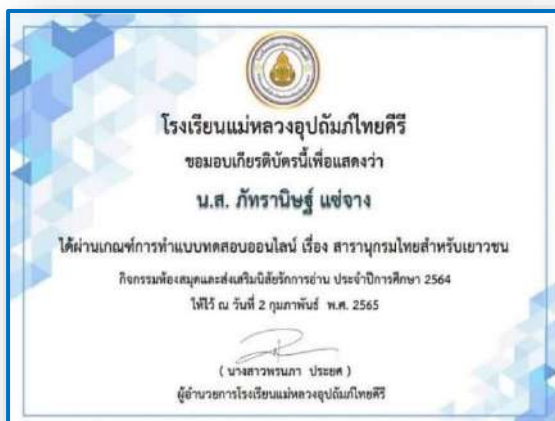 โรงเรียนแม่หลวงอุปถัมภ์ไทยคีรี
ขอมอบเกียรติบัตรนี้เพื่อแสดงว่า
น.ส. ภัทรานิษฐ์ แซ่จาง
ได้ผ่านเกณฑ์การทำแบบทดสอบออนไลน์ เรื่อง สารานุกรมไทยสำหรับเยาวชน
กิจกรรมห้องสมุดและส่งเสริมนิสัยรักการอ่าน ประจำปีการศึกษา 2564
ให้ไว้ ณ วันที่ 2 กุมภาพันธ์ พ.ศ. 2565
( นางสาวพรนภา ประยศ )
ผู้อำนวยการโรงเรียนแม่หลวงอุปถัมภ์ไทยคีรี